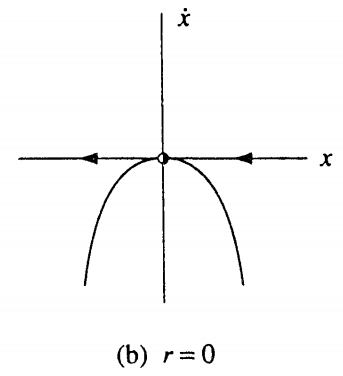 ẋ
x
(b) r = 0